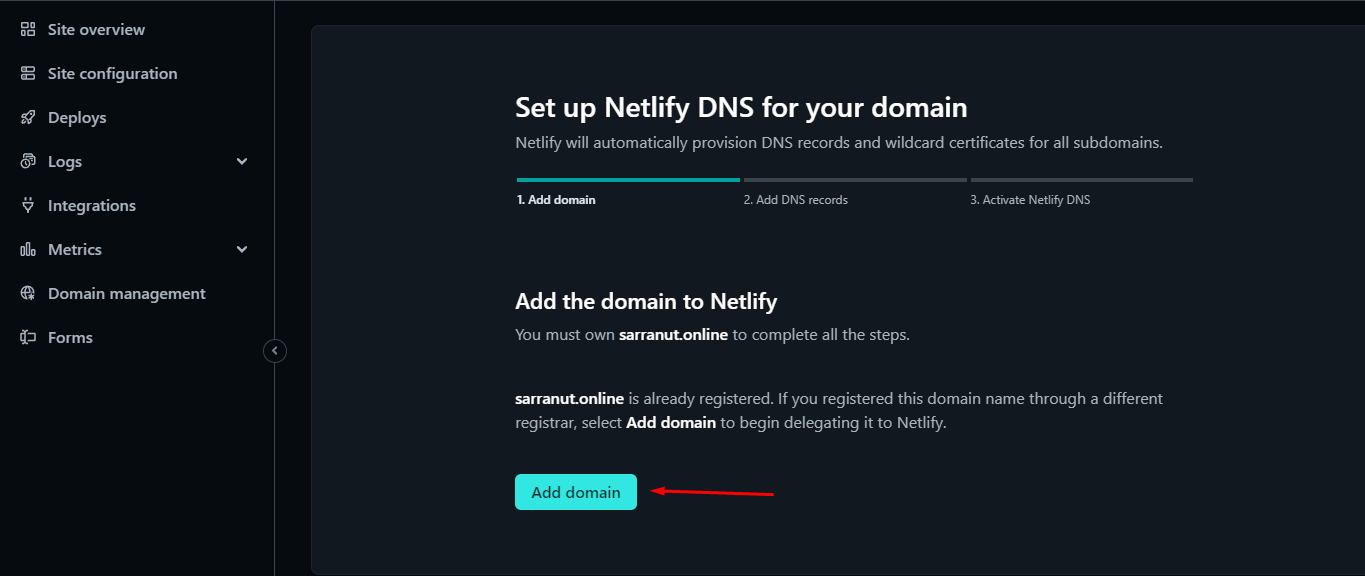 Site overview
Site configuration
Deploys
Logs
Integrations
Metrics
Domain management
Forms
Set up Netlify DNS for your domain
Netlify will automatically provision DNS records and wildcard certificates for all subdomains.
1. Add domain
2. Add DNS records
3. Activate Netlify DNS
Add the domain to Netlify
You must own sarranut.online to complete all the steps.
sarranut.online is already registered. If you registered this domain name through a different
registrar, select Add domain to begin delegating it to Netlify.
Add domain